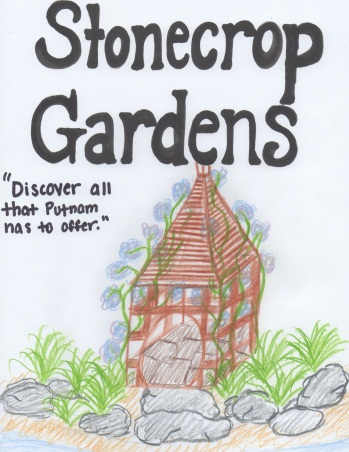 Stonecrop
Gardens
"Discover all
that Putnam
has to offer."